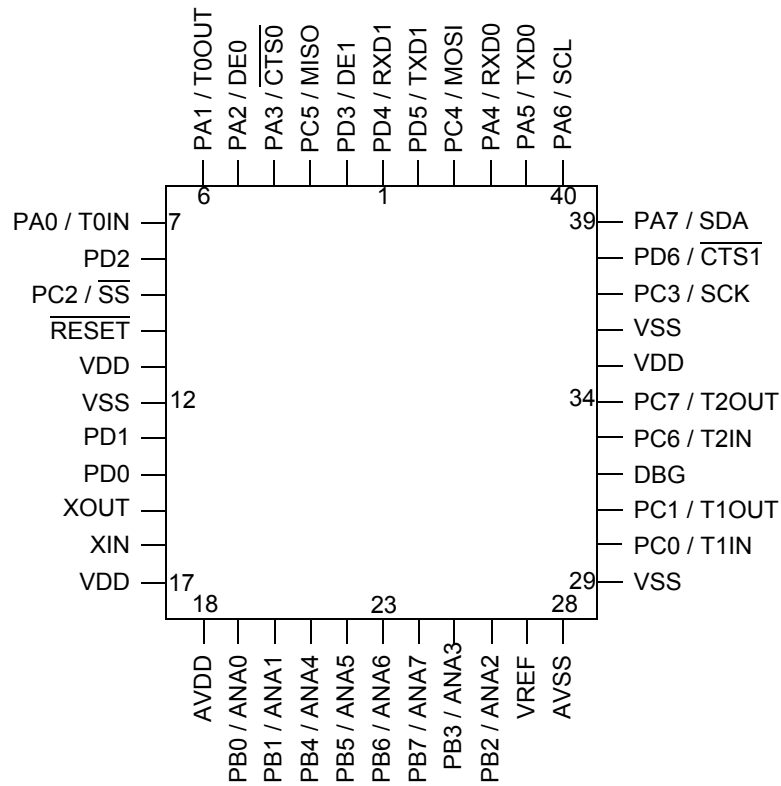 PA1 / T0OUT
PA2 / DE0
PA3 / C̅T̅S̅0̅
PC5 / MISO
PD3 / DE1
PD4 / RXD1
PD5 / TXD1
PC4 / MOSI
PA4 / RXD0
PA5 / TXD0
PA6 / SCL
6
1
40
PA0 / T0IN
7
PD2
PC2 / S̅S̅
R̅E̅S̅E̅T̅
VDD
VSS
12
PD1
PD0
XOUT
XIN
VDD
17
39
PA7 / SDA
PD6 / C̅T̅S̅1̅
PC3 / SCK
VSS
VDD
34
PC7 / T2OUT
PC6 / T2IN
DBG
PC1 / T1OUT
PC0 / T1IN
29
VSS
18
23
28
AVDD
PB0 / ANA0
PB1 / ANA1
PB4 / ANA4
PB5 / ANA5
PB6 / ANA6
PB7 / ANA7
PB3 / ANA3
PB2 / ANA2
VREF
AVSS